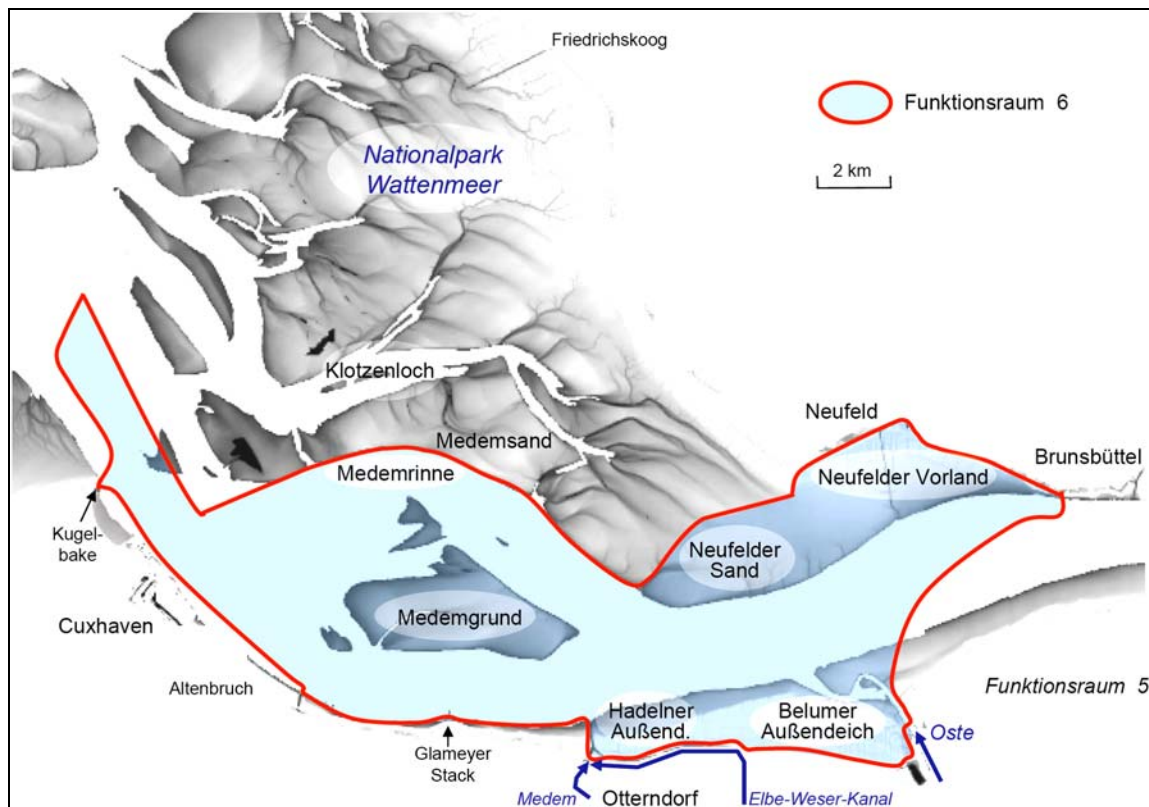 Friedrichskoog
Funktionsraum 6
Nationalpark
Wattenmeer
2 km
Klotzenloch
Neufeld
Medemsand
Medemrinne
Neufelder Vorland
Brunsbüttel
Kugel-
bake
Neufelder
Sand
Medemgrund
Cuxhaven
Altenbruch
Funktionsraum 5
Hadelner
Außend.
Belumer
Außendeich
Oste
Glameyer
Stack
Medem
Otterndorf
Elbe-Weser-Kanal